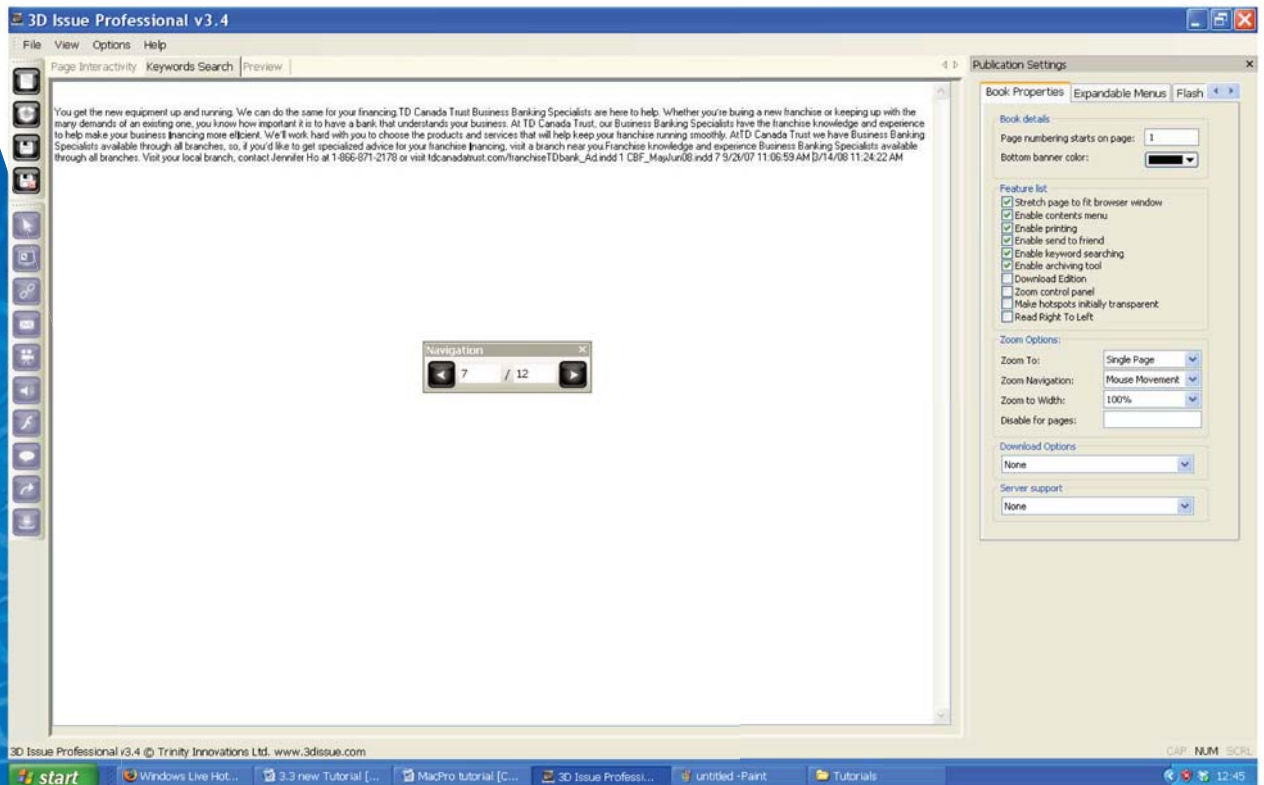 3D Issue Professional v3.4
File View Options Help
Page Interactivity Keywords Search Preview
You get the new equipment up and running. We can do the same for your financing.TD Canada Trust Business Banking Specialists are here to help. Whether you're buing a new franchise or keeping up with the
many demands of an existing one, you know how important it is to have a bank that understands your business. At TD Canada Trust, our Business Banking Specialists have the franchise knowledge and experience
to help make your business financing more efficient. We'll work hard with you to choose the products and services that will help keep your franchise running smoothly. AtTD Canada Trust we have Business Banking
Specialists available through all branches, so, if you'd like to get specialized advice for your franchise financing, visit a branch near you.Franchise knowledge and experience Business Banking Specialists available
through all branches. Visit your local branch, contact Jennifer Ho at 1-866-871-2178 or visit tdcanadatrust.com/franchiseTDbank_Ad.indd 1 CBF_MayJun08.indd 7 9/26/07 11:06:59 AM 3/14/08 11:24:22 AM
Navigation
7 / 12
Publication Settings
Book Properties Expandable Menus Flash
Book details
Page numbering starts on page: 1
Bottom banner color:
Feature list
Stretch page to fit browser window
Enable contents menu
Enable printing
Enable send to friend
Enable keyword searching
Enable archiving tool
Download Edition
Zoom control panel
Make hotspots initially transparent
Read Right To Left
Zoom Options:
Zoom To: Single Page
Zoom Navigation: Mouse Movement
Zoom to Width: 100%
Disable for pages:
Download Options
None
Server support
None
3D Issue Professional v3.4 © Trinity Innovations Ltd. www.3dissue.com
CAP NUM SCRL
start Windows Live Hot... 3.3 new Tutorial [... MacPro tutorial [C... 3D Issue Professi... untitled -Paint Tutorials 12:45